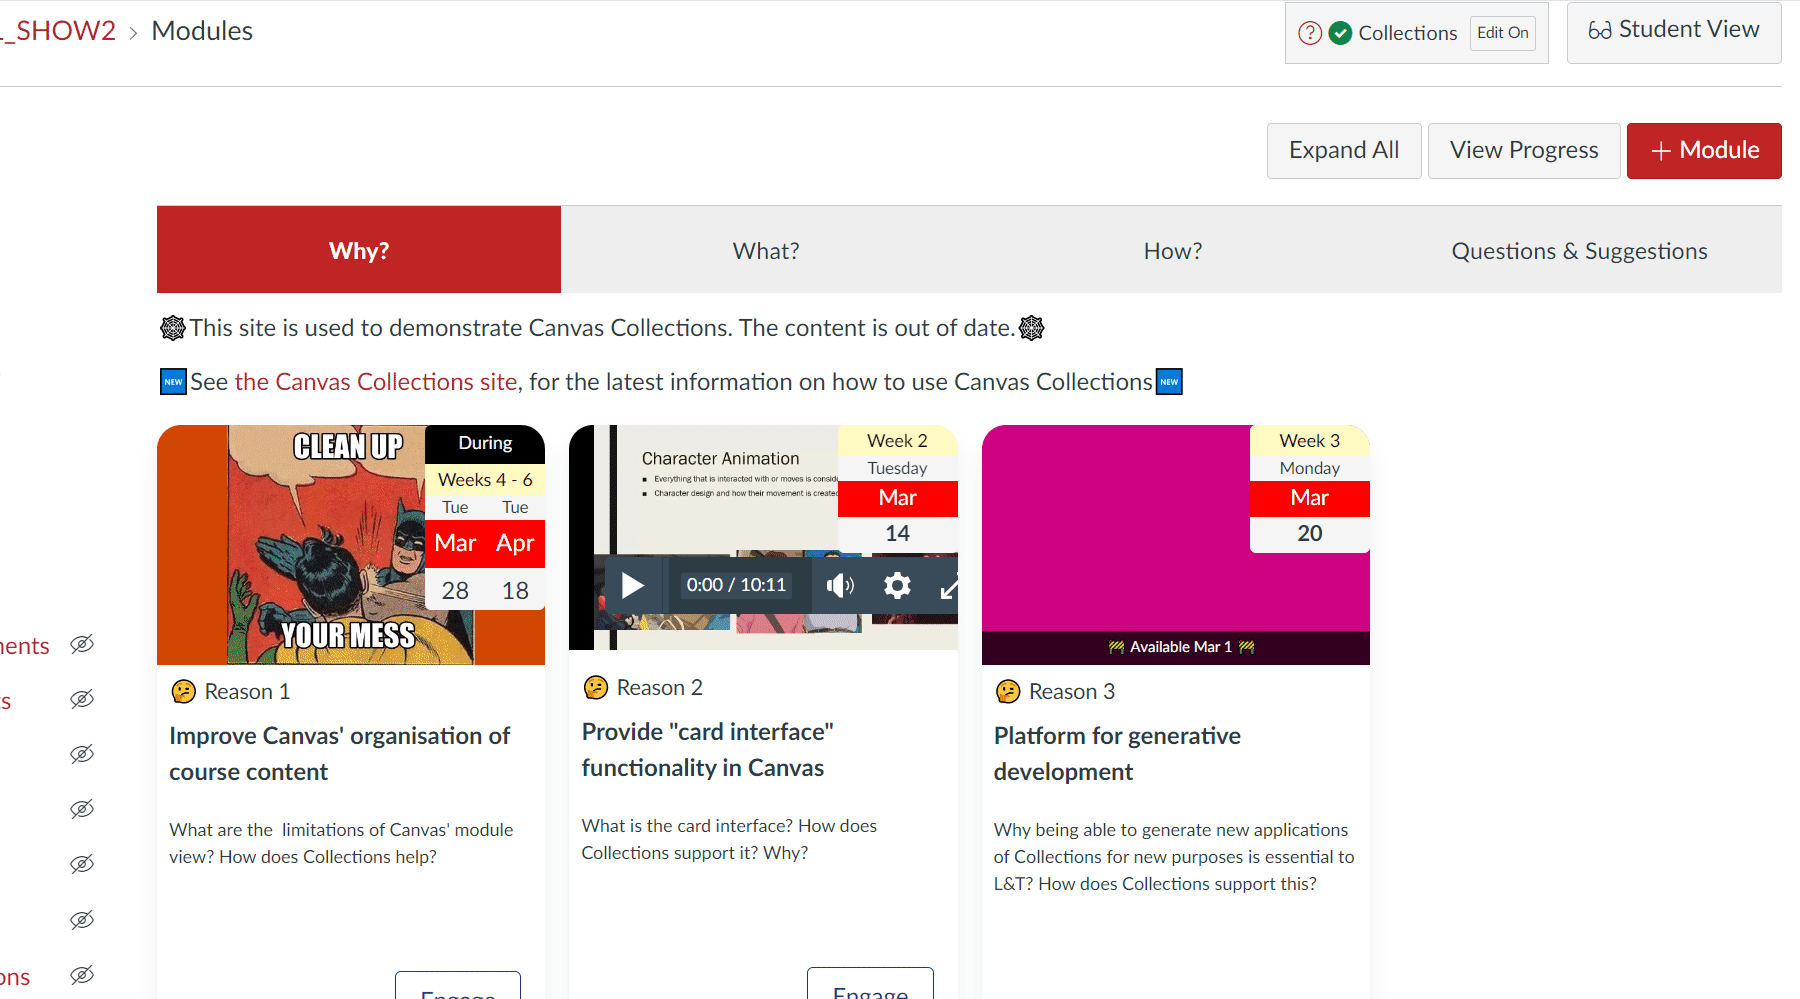 L_SHOW2 > Modules
Collections Edit On
Student View
Expand All
View Progress
+ Module
Why?
What?
How?
Questions & Suggestions
This site is used to demonstrate Canvas Collections. The content is out of date.
NEW See the Canvas Collections site, for the latest information on how to use Canvas Collections NEW
CLEAN UP
YOUR MESS
During
Weeks 4 - 6
Tue Tue
Mar Apr
28 18
Reason 1
Improve Canvas' organisation of
course content
What are the limitations of Canvas' module
view? How does Collections help?
Engage
Character Animation
Everything that is interacted with or moves is
Character design and how their movement is created
Week 2
Tuesday
Mar
14
0:00 / 10:11
Reason 2
Provide "card interface"
functionality in Canvas
What is the card interface? How does
Collections support it? Why?
Engage
Week 3
Monday
Mar
20
Available Mar 1
Reason 3
Platform for generative
development
Why being able to generate new applications
of Collections for new purposes is essential to
L&T? How does Collections support this?
nents
s
ons